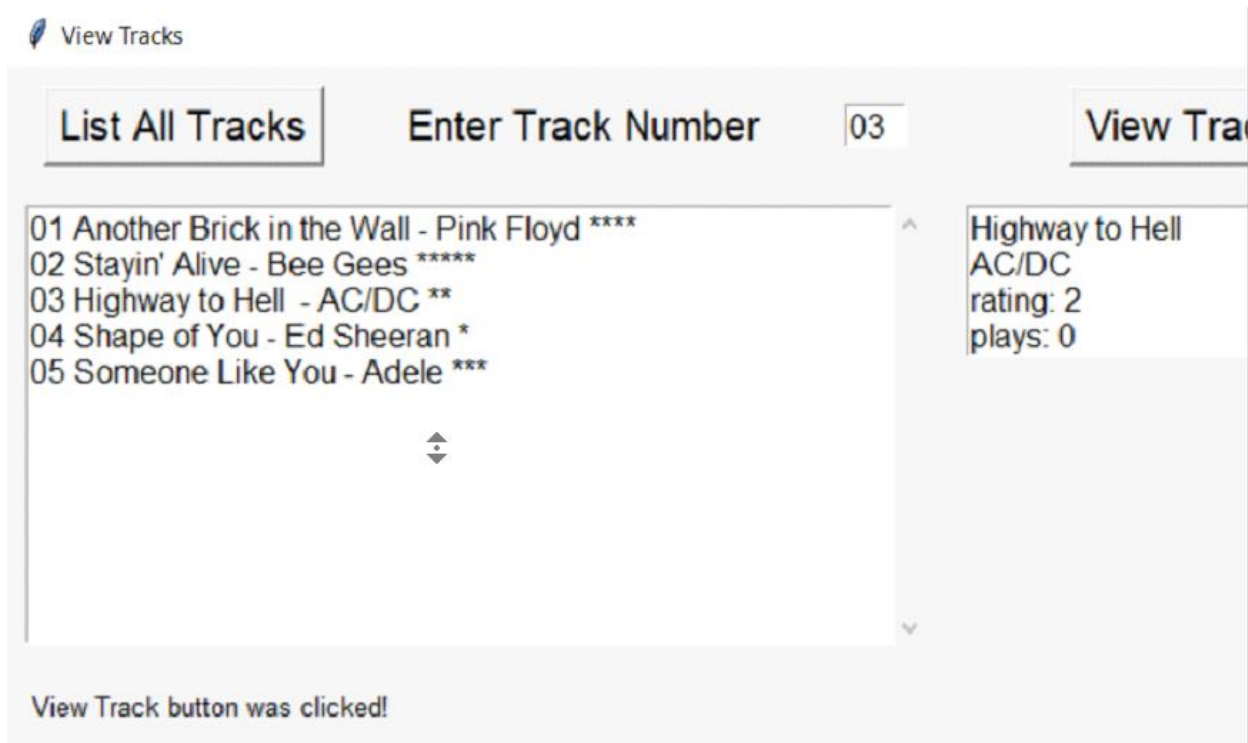 View Tracks
List All Tracks Enter Track Number 03 View Tra
01 Another Brick in the Wall - Pink Floyd ****
02 Stayin' Alive - Bee Gees *****
03 Highway to Hell  - AC/DC **
04 Shape of You - Ed Sheeran *
05 Someone Like You - Adele ***
Highway to Hell
AC/DC
rating: 2
plays: 0
View Track button was clicked!